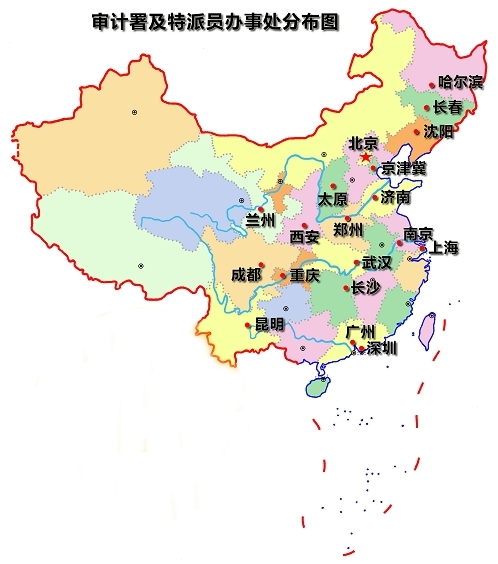 审计署及特派员办事处分布图
哈尔滨
长春
沈阳
北京
京津冀
太原
济南
兰州
西安
郑州
南京
上海
成都
重庆
武汉
长沙
昆明
广州
深圳